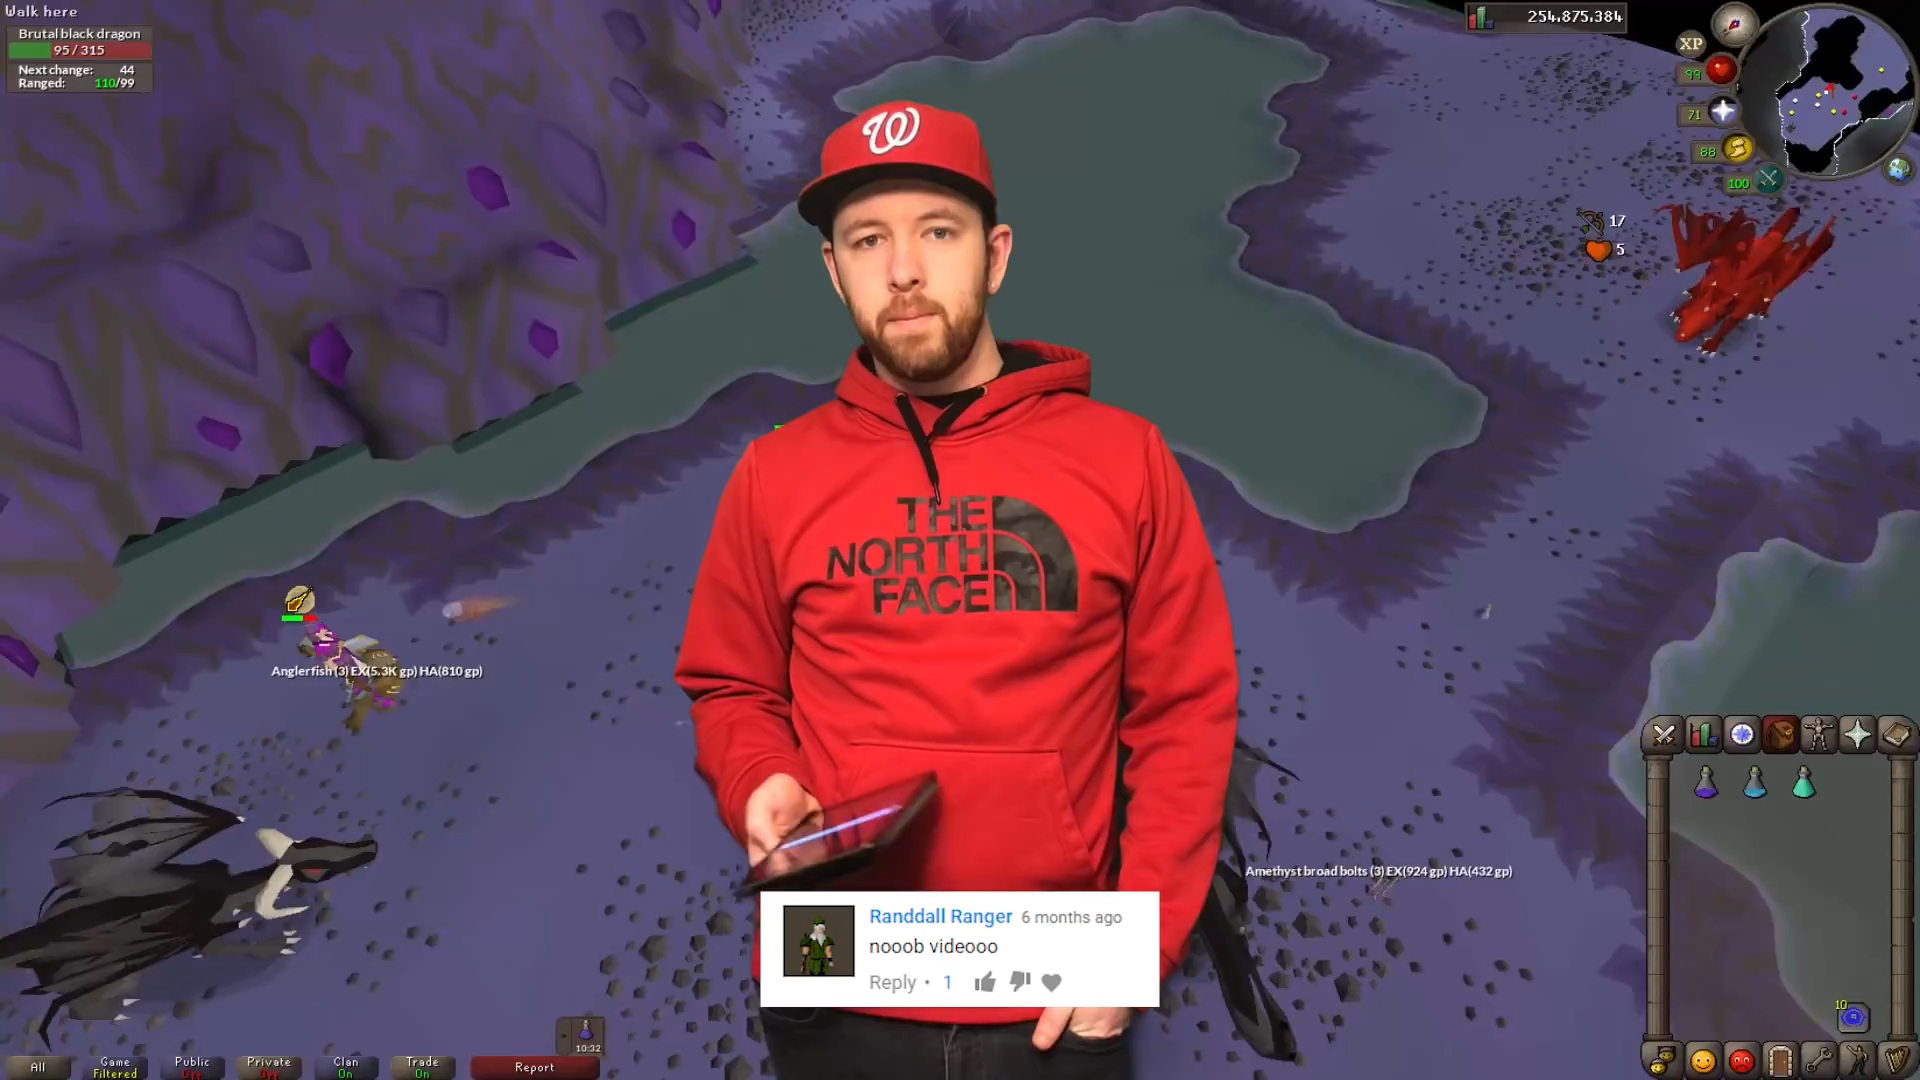 Walk here
Brutal black dragon
95 / 315
Next change: 44
Ranged: 110/99
254,875,384
XP
99
71
88
100
17
5
W
THE
NORTH
FACE
Anglerfish (3) EX(5.3K gp) HA(810 gp)
Amethyst broad bolts (3) EX(924 gp) HA(432 gp)
Randdall Ranger 6 months ago
nooob videooo
Reply • 1
10
10:32
All
Game
Filtered
Public
Off
Private
Off
Clan
On
Trade
On
Report